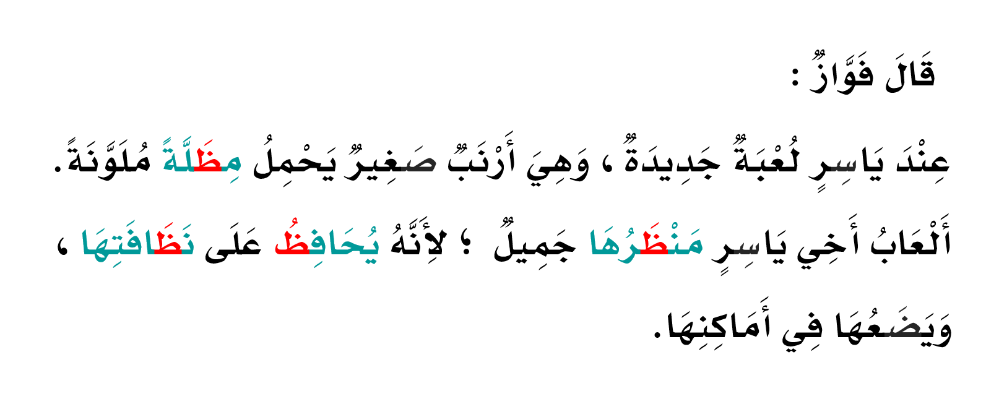 قَالَ فَوَّازٌ :
عِنْدَ يَاسِرٍ لُعْبَةٌ جَدِيدَةٌ ، وَهِيَ أَرْنَبٌ صَغِيرٌ يَحْمِلُ مِظَلَّةً مُلَوَّنَةً.
أَلْعَابُ أَخِي يَاسِرٍ مَنْظَرُهَا جَمِيلٌ ؛ لِأَنَّهُ يُحَافِظُ عَلَى نَظَافَتِهَا ،
وَيَضَعُهَا فِي أَمَاكِنِهَا.